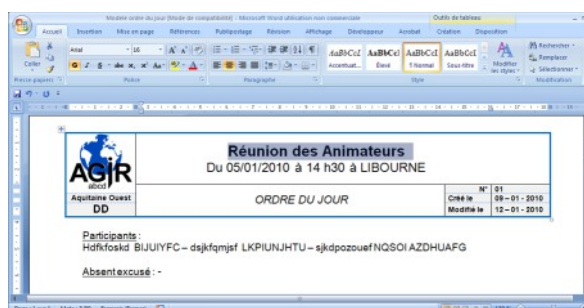 Modèle ordre du jour [Mode de compatibilité] - Microsoft Word utilisation non commerciale
Outils de tableau
Accueil Insertion Mise en page Références Publipostage Révision Affichage Développeur Acrobat Création Disposition
Coller
Arial
16
G I S
AaBbCcI AaBbCcI AaBbCcI AaBbCcI
Accentuat... Élevé ¶ Normal Sous-titre
Modifier les styles
Rechercher
Remplacer
Sélectionner
Presse-papiers Police Paragraphe Style Modification
Réunion des Animateurs
Du 05/01/2010 à 14 h30 à LIBOURNE
AGIR
abcd
Aquitaine Ouest
DD
ORDRE DU JOUR
N° 01
Créé le 09 – 01 - 2010
Modifié le 12 – 01 - 2010
Participants :
Hdfkfoskd BIJUIYFC – dsjkfqmjsf LKPIUNJHTU – sjkdpozouef NQSOI AZDHUAFG
Absent excusé : -